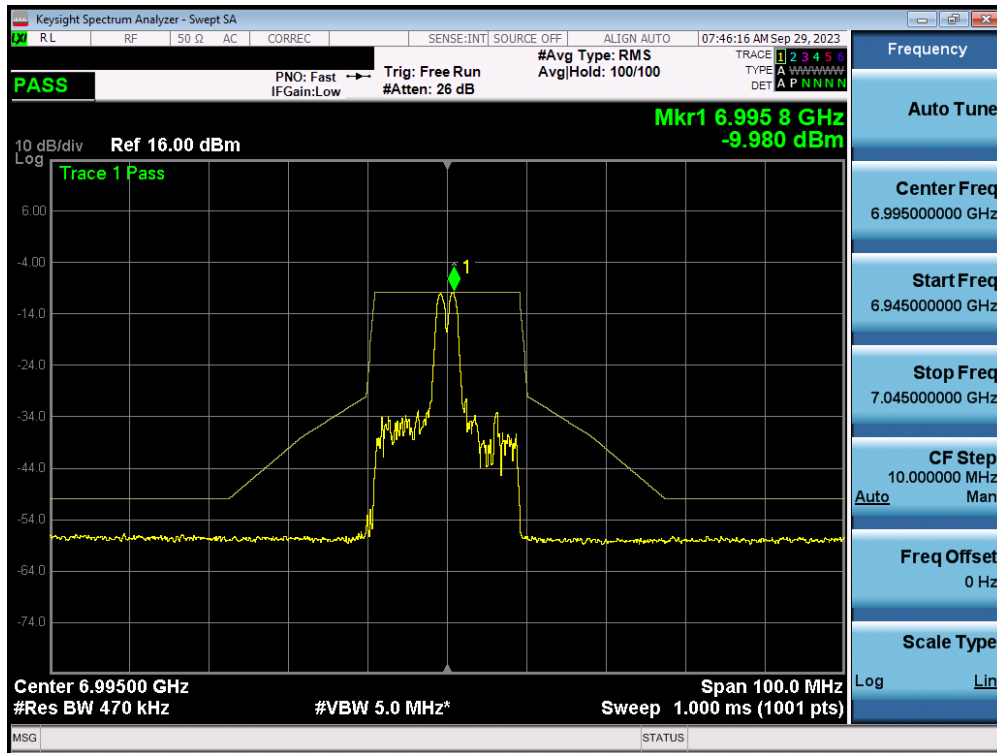 Keysight Spectrum Analyzer - Swept SA
LXI RL RF 50 Ω AC CORREC SENSE:INT SOURCE OFF ALIGN AUTO 07:46:16 AM Sep 29, 2023
PASS
PNO: Fast
IFGain:Low
Trig: Free Run
#Atten: 26 dB
#Avg Type: RMS
Avg|Hold: 100/100
TRACE 1 2 3 4 5 6
TYPE A WWWWWW
DET A P N N N N
Mkr1 6.995 8 GHz
-9.980 dBm
10 dB/div Ref 16.00 dBm
Log
Trace 1 Pass
1
6.00
-4.00
-14.0
-24.0
-34.0
-44.0
-54.0
-64.0
-74.0
Center 6.99500 GHz Span 100.0 MHz
#Res BW 470 kHz #VBW 5.0 MHz* Sweep 1.000 ms (1001 pts)
MSG STATUS
Frequency
Auto Tune
Center Freq
6.995000000 GHz
Start Freq
6.945000000 GHz
Stop Freq
7.045000000 GHz
CF Step
10.000000 MHz
Auto Man
Freq Offset
0 Hz
Scale Type
Log Lin